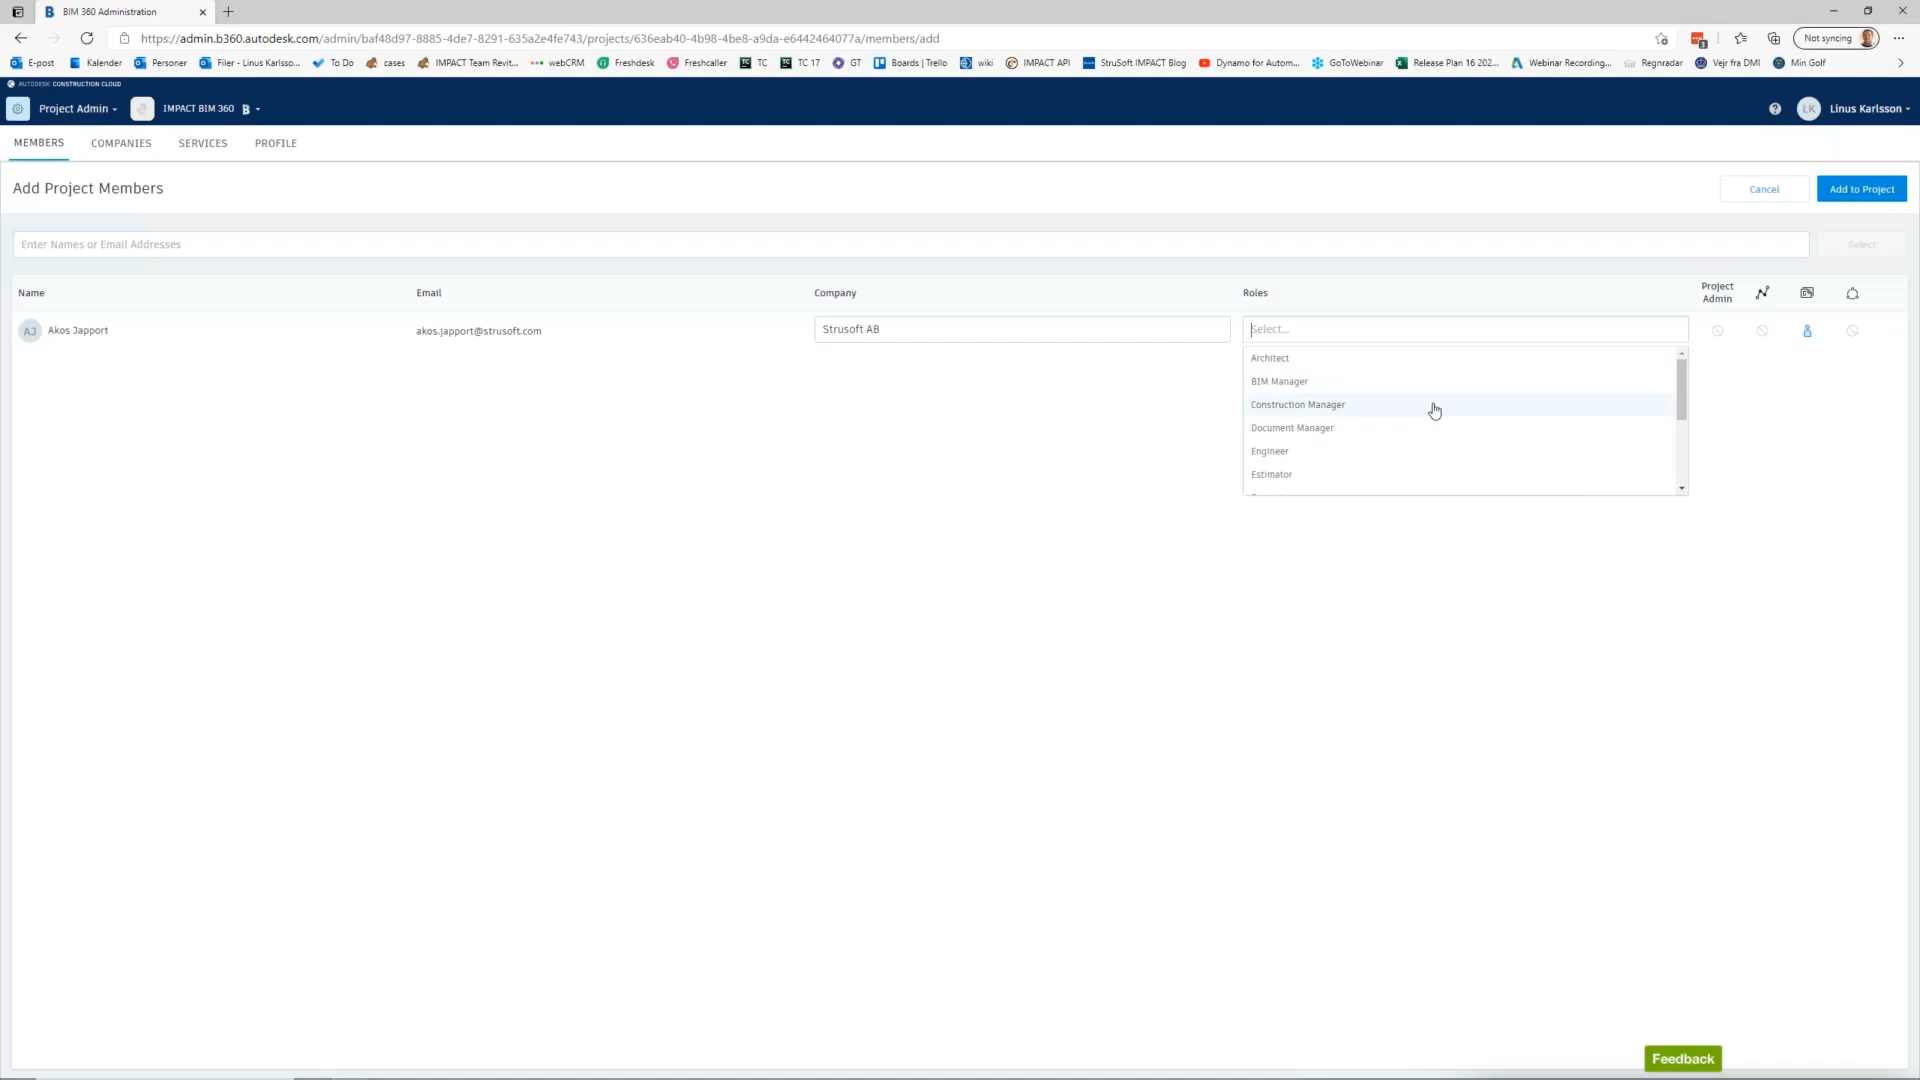 BIM 360 Administration
https://admin.b360.autodesk.com/admin/baf48d97-8885-4de7-8291-635a2e4fe743/projects/636eab40-4b98-4be8-a9da-e6442464077a/members/add
3
Not syncing
E-post Kalender Personer Filer - Linus Karlsso... To Do cases IMPACT Team Revit... webCRM Freshdesk Freshcaller TC TC TC TC 17 GT Boards | Trello wiki IMPACT API StruSoft IMPACT Blog Dynamo for Autom... GoToWebinar Release Plan 16 202... Webinar Recording... Regnradar Vejr fra DMI Min Golf
AUTODESK CONSTRUCTION CLOUD
Project Admin IMPACT BIM 360 B LK Linus Karlsson
MEMBERS COMPANIES SERVICES PROFILE
Add Project Members Cancel Add to Project
Enter Names or Email Addresses Select
Name Email Company Roles Project Admin
AJ Akos Japport akos.japport@strusoft.com Strusoft AB Select...
Architect
BIM Manager
Construction Manager
Document Manager
Engineer
Estimator
Feedback